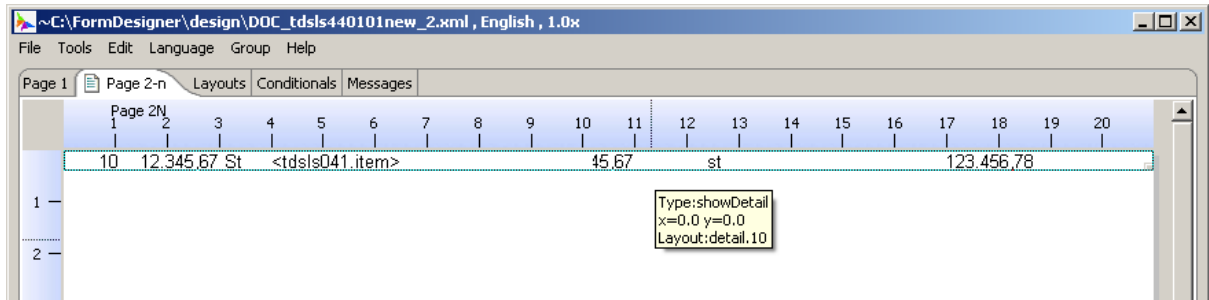 ~C:\FormDesigner\design\DOC_tdsls440101new_2.xml , English , 1.0x
File Tools Edit Language Group Help
Page 1 Page 2-n Layouts Conditionals Messages
Page 2N
1 2 3 4 5 6 7 8 9 10 11 12 13 14 15 16 17 18 19 20
10 12.345,67 St <tdsls041.item> 45,67 st 123.456,78
1
Type:showDetail
x=0.0 y=0.0
Layout:detail.10
2